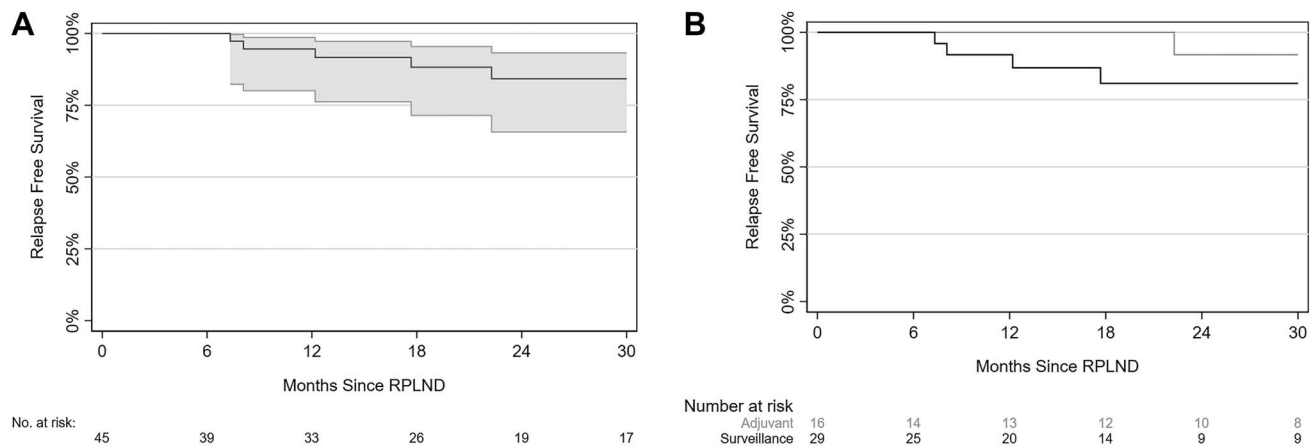 A
100%
75%
50%
25%
0%
Relapse Free Survival
0 6 12 18 24 30
Months Since RPLND
No. at risk:
45 39 33 26 19 17
B
100%
75%
50%
25%
0%
Relapse Free Survival
0 6 12 18 24 30
Months Since RPLND
Number at risk
Adjuvant 16 14 13 12 10 8
Surveillance 29 25 20 14 9 9